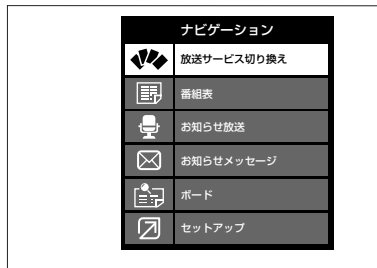 ナビゲーション
放送サービス切り換え
番組表
お知らせ放送
お知らせメッセージ
ボード
セットアップ